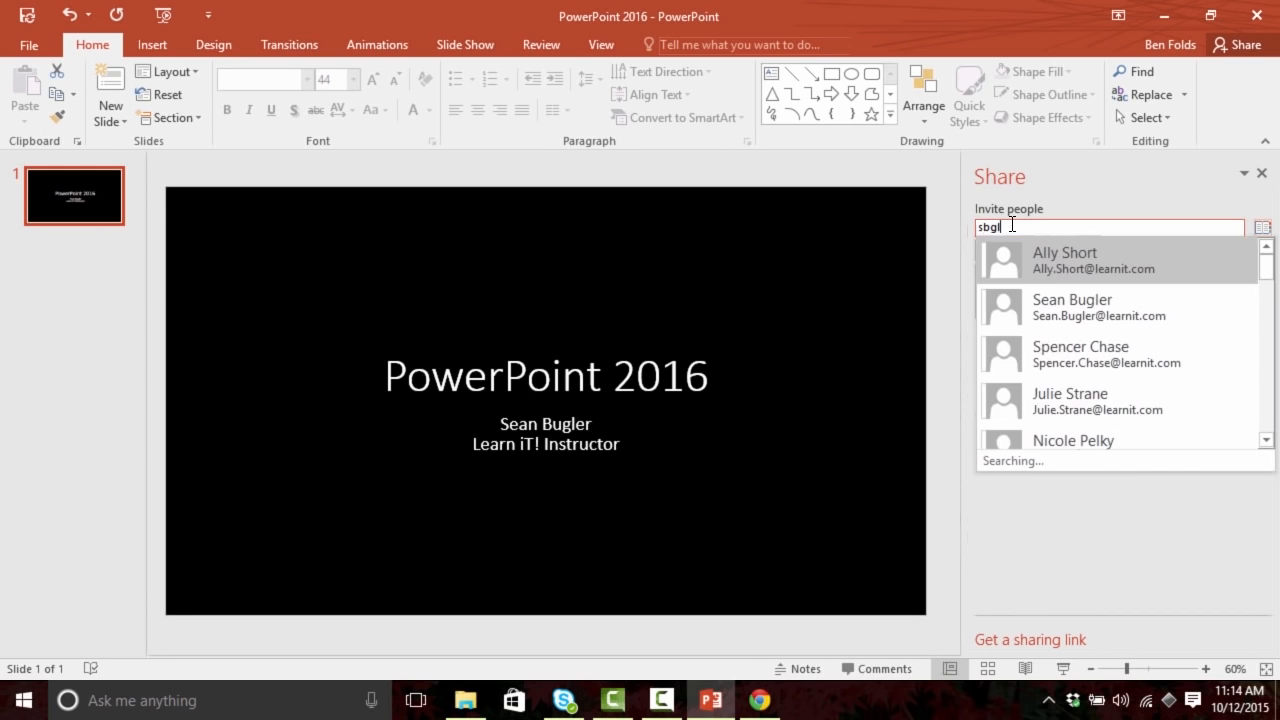 PowerPoint 2016 - PowerPoint
File
Home
Insert
Design
Transitions
Animations
Slide Show
Review
View
Tell me what you want to do...
Ben Folds
Share
Paste
Clipboard
New
Slide
Layout
Reset
Section
Slides
44
B I U S abc AV Aa A
Font
Text Direction
Align Text
Convert to SmartArt
Paragraph
Arrange
Quick
Styles
Shape Fill
Shape Outline
Shape Effects
Drawing
Find
Replace
Select
Editing
1
PowerPoint 2016
PowerPoint 2016
Sean Bugler
Learn iT! Instructor
Share
Invite people
sbgl
Ally Short
Ally.Short@learnit.com
Sean Bugler
Sean.Bugler@learnit.com
Spencer Chase
Spencer.Chase@learnit.com
Julie Strane
Julie.Strane@learnit.com
Nicole Pelky
Searching...
Get a sharing link
Slide 1 of 1
Notes
Comments
60%
Ask me anything
11:14 AM
10/12/2015